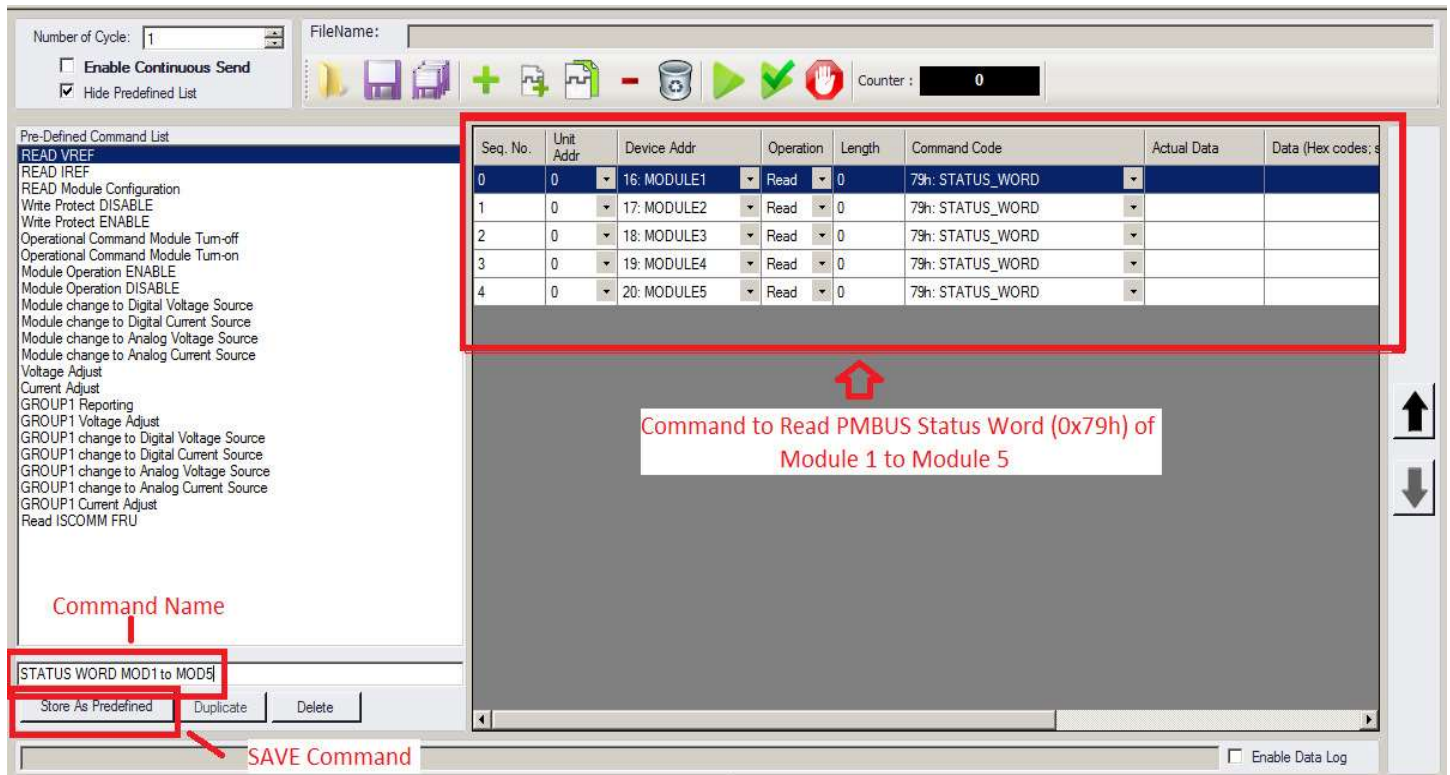 Number of Cycle: 1
Enable Continuous Send
Hide Predefined List
FileName:
Counter : 0
Pre-Defined Command List
READ VREF
READ IREF
READ Module Configuration
Write Protect DISABLE
Write Protect ENABLE
Operational Command Module Turn-off
Operational Command Module Turn-on
Module Operation ENABLE
Module Operation DISABLE
Module change to Digital Voltage Source
Module change to Digital Current Source
Module change to Analog Voltage Source
Module change to Analog Current Source
Voltage Adjust
Current Adjust
GROUP1 Reporting
GROUP1 Voltage Adjust
GROUP1 change to Digital Voltage Source
GROUP1 change to Digital Current Source
GROUP1 change to Analog Voltage Source
GROUP1 change to Analog Current Source
GROUP1 Current Adjust
Read ISCOMM FRU
Command Name
STATUS WORD MOD1 to MOD5
Store As Predefined Duplicate Delete
SAVE Command
Seq. No. Unit Addr Device Addr Operation Length Command Code Actual Data Data (Hex codes; s
0 0 16: MODULE1 Read 0 79h: STATUS_WORD
1 0 17: MODULE2 Read 0 79h: STATUS_WORD
2 0 18: MODULE3 Read 0 79h: STATUS_WORD
3 0 19: MODULE4 Read 0 79h: STATUS_WORD
4 0 20: MODULE5 Read 0 79h: STATUS_WORD
Command to Read PMBUS Status Word (0x79h) of
Module 1 to Module 5
Enable Data Log